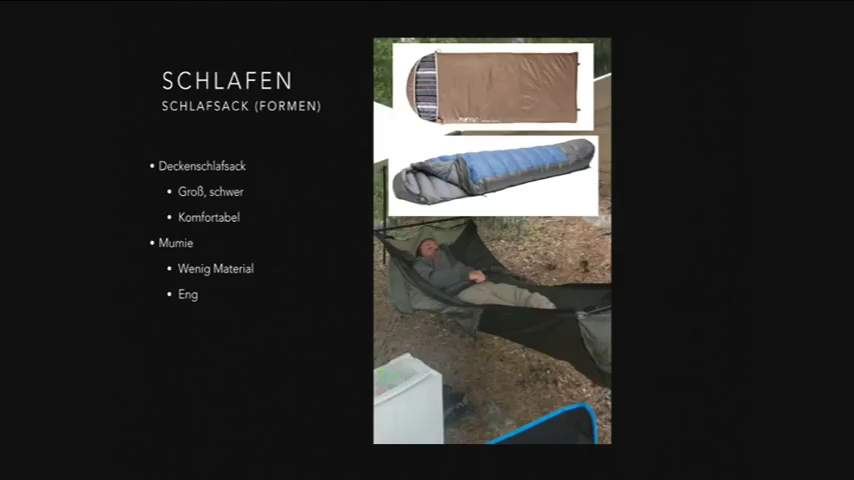 SCHLAFEN
SCHLAFSACK (FORMEN)
• Deckenschlafsack
• Groß, schwer
• Komfortabel
• Mumie
• Wenig Material
• Eng